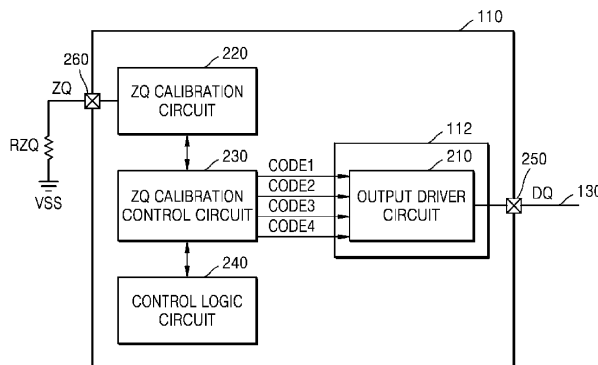 110
260
220
ZQ
ZQ CALIBRATION
CIRCUIT
RZQ
VSS
112
230
210
250
CODE1
CODE2
CODE3
CODE4
ZQ CALIBRATION
CONTROL CIRCUIT
OUTPUT DRIVER
CIRCUIT
DQ
130
240
CONTROL LOGIC
CIRCUIT